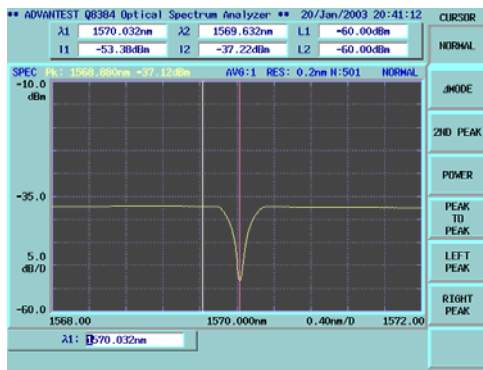 ** ADVANTEST Q8384 Optical Spectrum Analyzer ** 20/Jan/2003 20:41:12
CURSOR
λ1 1570.032nm λ2 1569.632nm L1 -60.00dBm
l1 -53.38dBm l2 -37.22dBm L2 -60.00dBm
NORMAL
SPEC Pk: 1568.880nm -37.12dBm AVG:1 RES: 0.2nm N:501 NORMAL
-10.0
dBm
⊿MODE
2ND PEAK
POWER
-35.0
PEAK
TO
PEAK
5.0
dB/D
LEFT
PEAK
-60.0
RIGHT
PEAK
1568.00 1570.000nm 0.40nm/D 1572.00
λ1: 1570.032nm